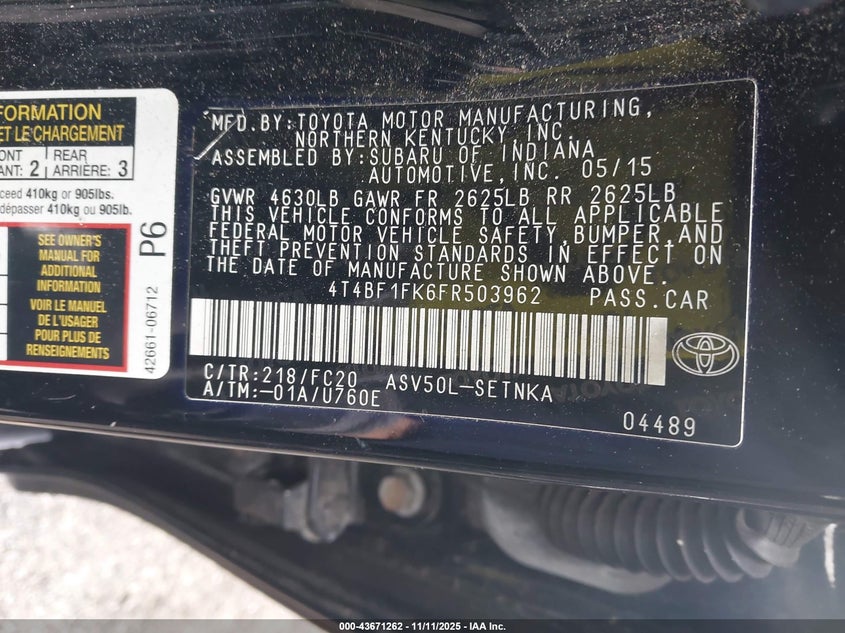 FORMATION
ET LE CHARGEMENT
ONT
ANT: 2
REAR
ARRIÈRE: 3
ceed 410kg or 905lbs.
dépasser 410kg ou 905lb.
SEE OWNER'S
MANUAL FOR
ADDITIONAL
INFORMATION
VOIR LE MANUEL
DE L'USAGER
POUR PLUS DE
RENSEIGNEMENTS
P6
42661-06712
MFD.BY:TOYOTA MOTOR MANUFACTURING,
NORTHERN KENTUCKY, INC.
ASSEMBLED BY:SUBARU OF INDIANA
AUTOMOTIVE,INC. 05/15
GVWR 4630LB GAWR FR 2625LB RR 2625LB
THIS VEHICLE CONFORMS TO ALL APPLICABLE
FEDERAL MOTOR VEHICLE SAFETY,BUMPER,AND
THEFT PREVENTION STANDARDS IN EFFECT ON
THE DATE OF MANUFACTURE SHOWN ABOVE.
4T4BF1FK6FR503962 PASS.CAR
C/TR:218/FC20 ASV50L-SETNKA
A/TM:-01A/U760E
04489
000-43671262 - 11/11/2025 - IAA Inc.